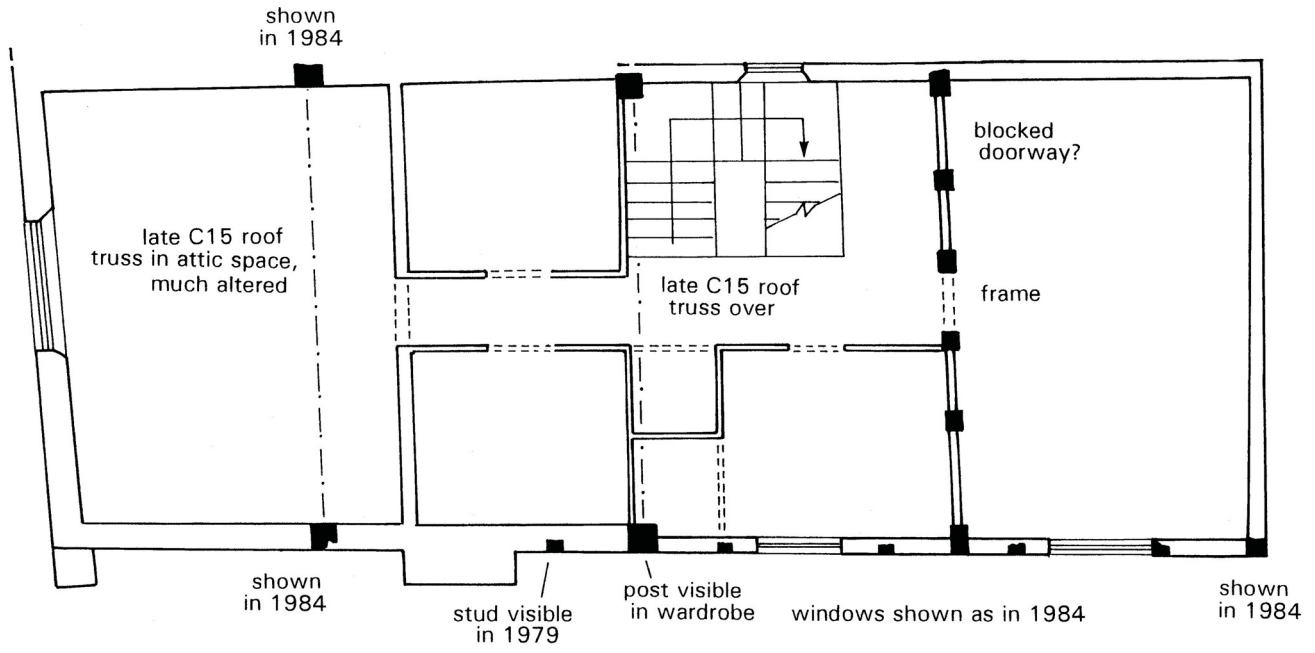 shown
in 1984
blocked
doorway?
late C15 roof
truss in attic space,
much altered
late C15 roof
truss over
frame
shown
in 1984
stud visible
in 1979
post visible
in wardrobe
windows shown as in 1984
shown
in 1984